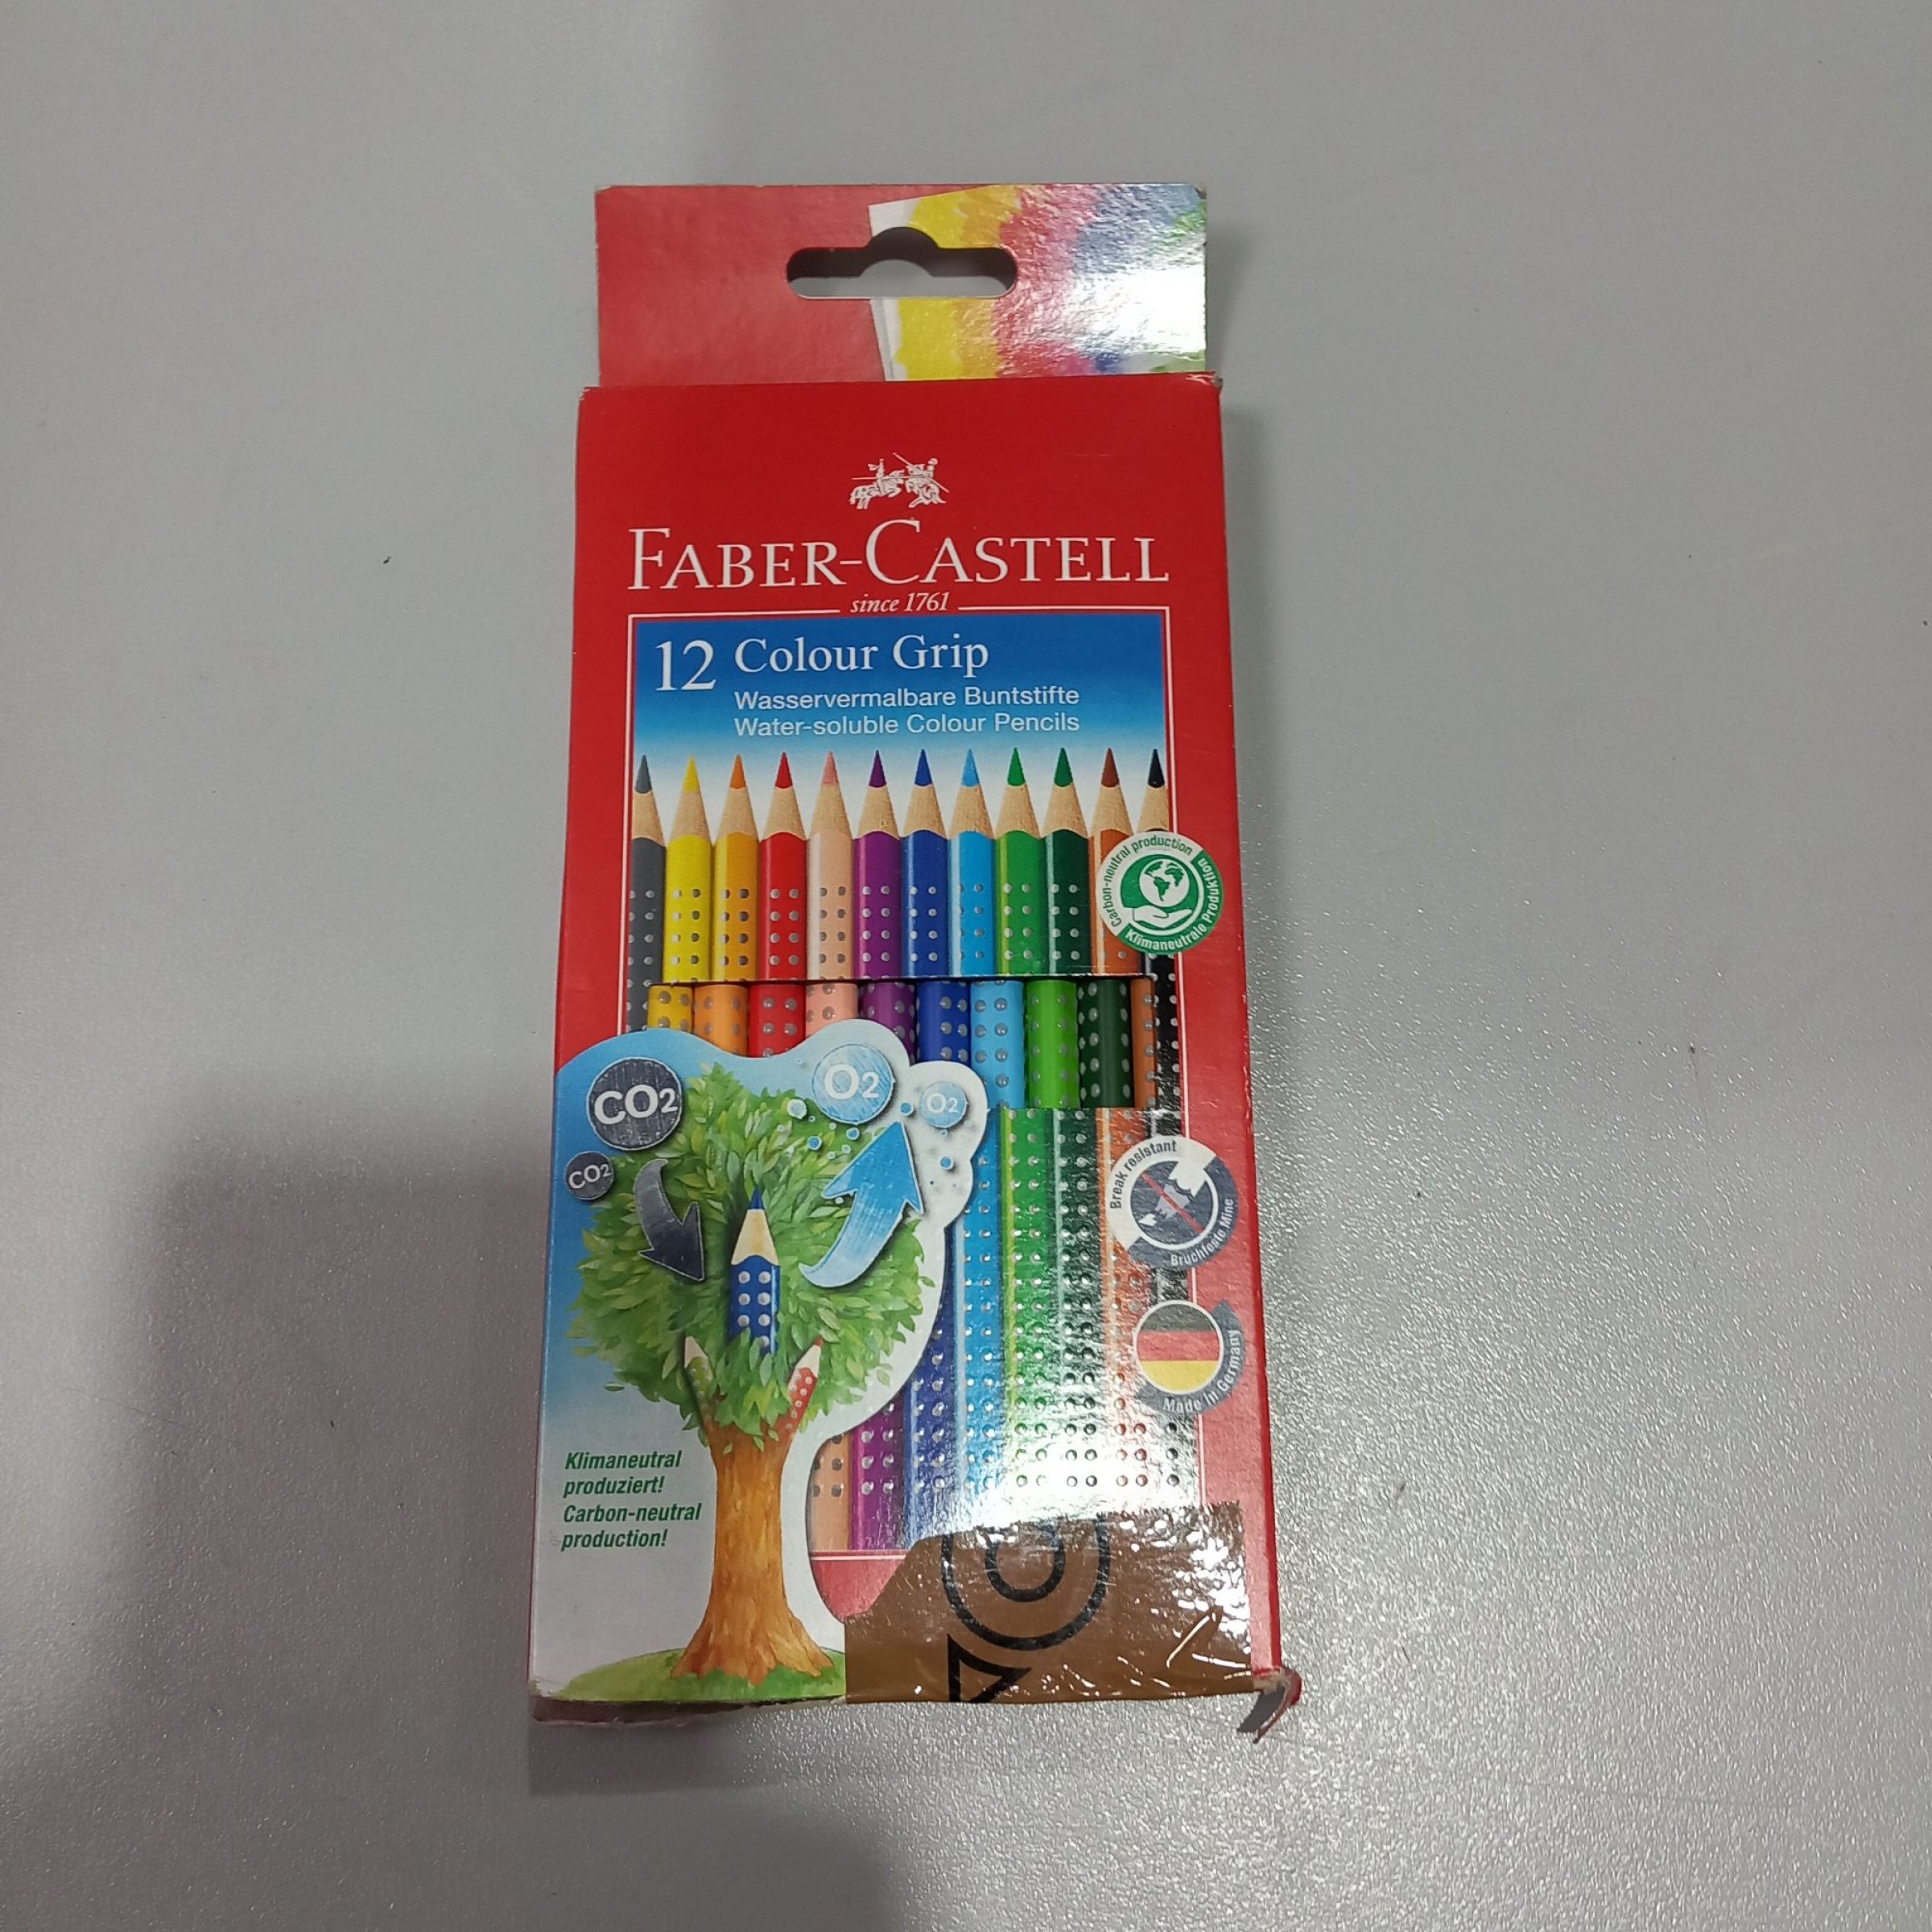 FABER-CASTELL
since 1761
12 Colour Grip
Wasservermalbare Buntstifte
Water-soluble Colour Pencils
Carbon-neutral production
Klimaneutrale Produktion
CO2
O2
O2
CO2
Break resistant
Bruchfeste Mine
Made in Germany
Klimaneutral
produziert!
Carbon-neutral
production!